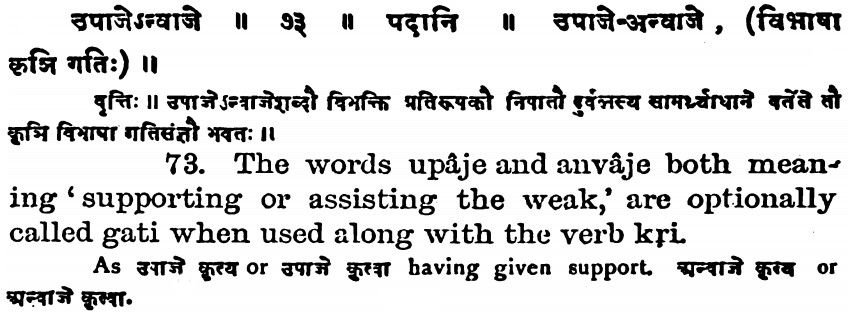 उपाजेऽन्वाजे ॥ ७३ ॥ पदानि ॥ उपाजे-अन्वाजे, (विभाषा
कृञि गतिः) ॥
वृत्तिः ॥ उपाजेऽन्वाजेशब्दौ विभक्ति प्रतिरूपकौ निपातौ दुर्बलस्य सामर्थ्याधाने वर्तेते तौ
कृञि विभाषा गतिसंज्ञौ भवतः ॥
73. The words upâje and anvâje both mean-
ing ‘supporting or assisting the weak,’ are optionally
called gati when used along with the verb kṛi.
As उपाजे कृत्य or उपाजे कृत्वा having given support. अन्वाजे कृत्य or
अन्वाजे कृत्वा.